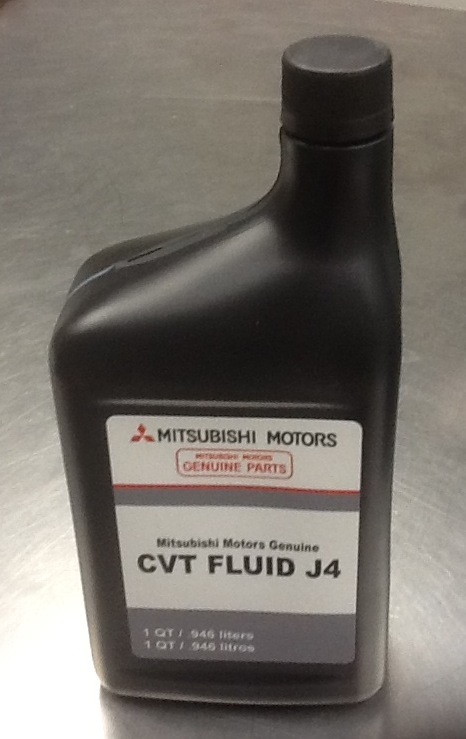 MITSUBISHI MOTORS
MITSUBISHI MOTORS
GENUINE PARTS
Mitsubishi Motors Genuine
CVT FLUID J4
1 QT / .946 liters
1 QT / .946 litros